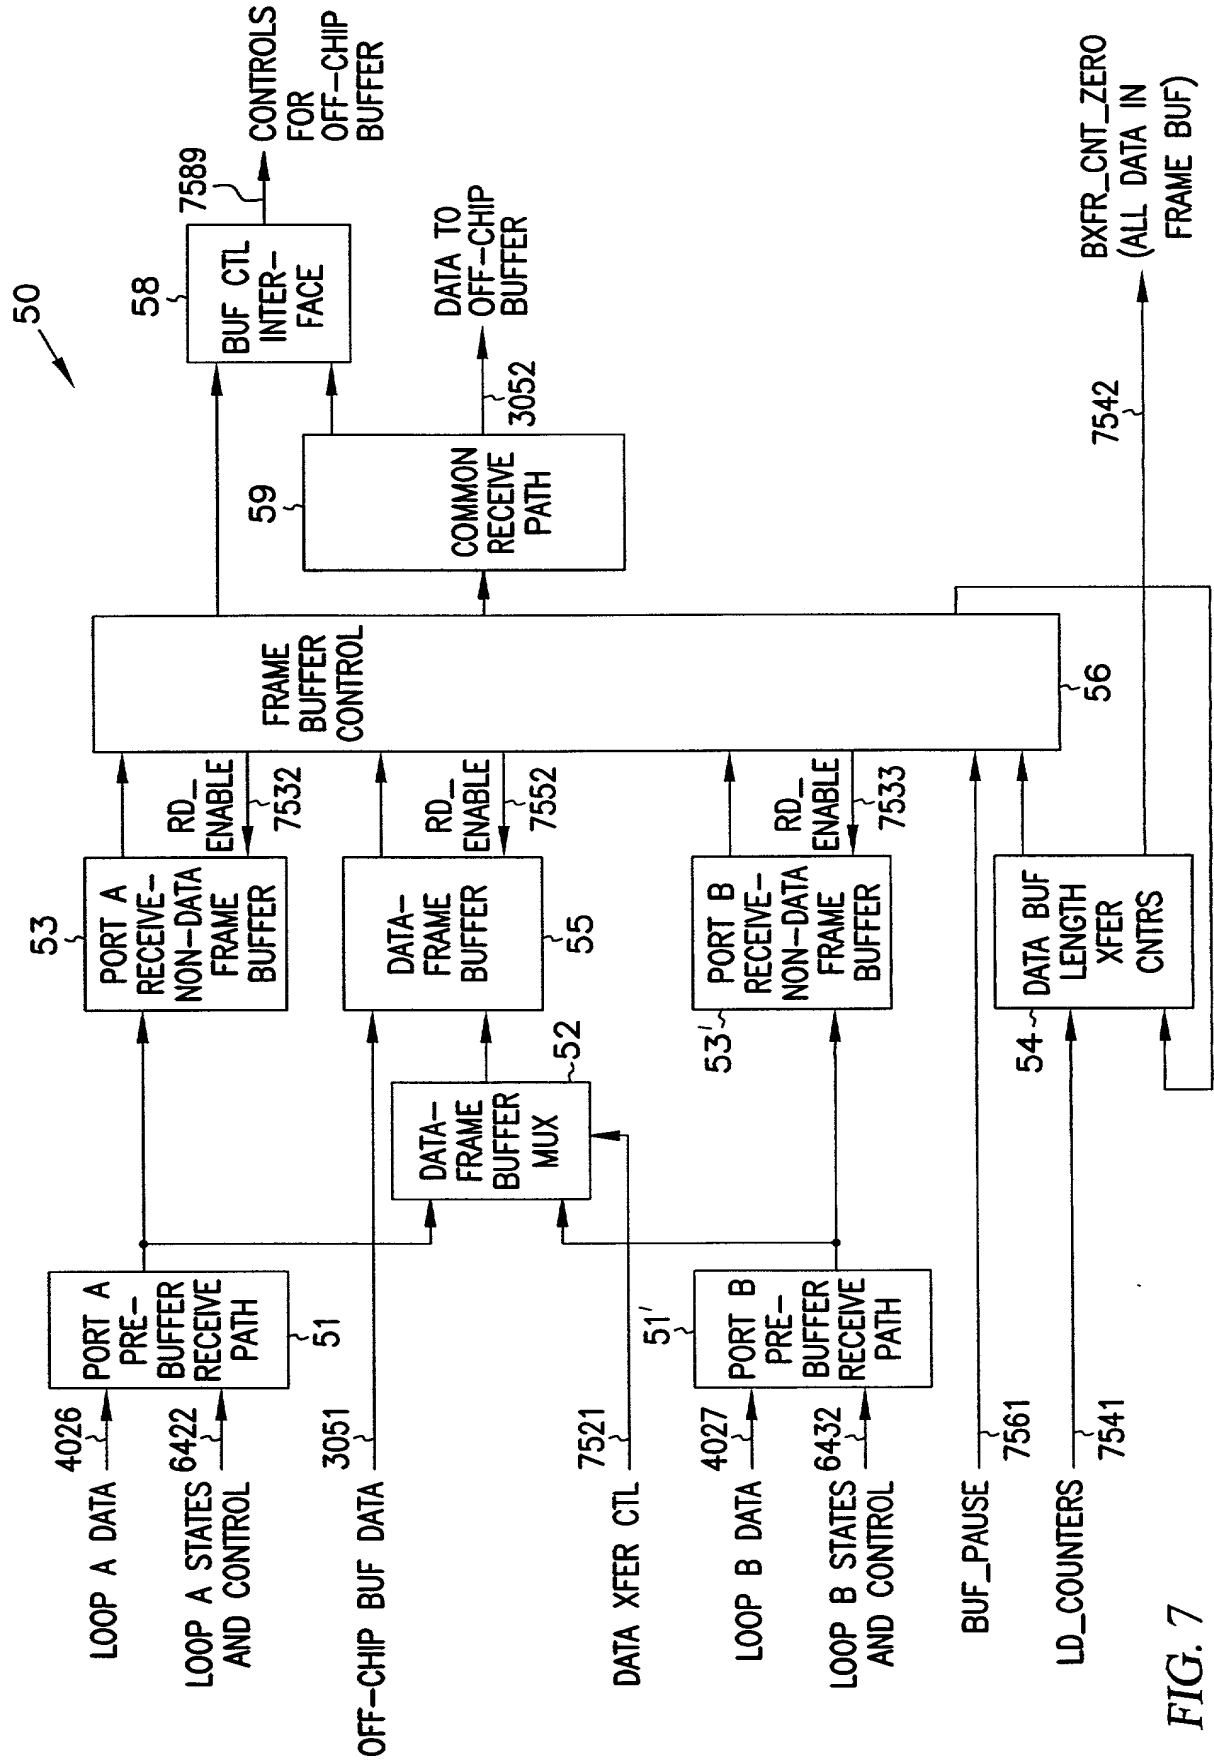 50
LOOP A DATA
4026
LOOP A STATES
AND CONTROL
6422
PORT A
PRE-
BUFFER
RECEIVE
PATH
51
OFF-CHIP BUF DATA
3051
DATA XFER CTL
7521
LOOP B DATA
4027
LOOP B STATES
AND CONTROL
6432
PORT B
PRE-
BUFFER
RECEIVE
PATH
51'
BUF_PAUSE
7561
LD_COUNTERS
7541
DATA-
FRAME
BUFFER
MUX
52
53
PORT A
RECEIVE-
NON-DATA
FRAME
BUFFER
RD_
ENABLE
7532
DATA-
FRAME
BUFFER
55
RD_
ENABLE
7552
PORT B
RECEIVE-
NON-DATA
FRAME
BUFFER
53'
RD_
ENABLE
7533
DATA BUF
LENGTH
XFER
CNTRS
54
FRAME
BUFFER
CONTROL
56
59
COMMON
RECEIVE
PATH
58
BUF CTL
INTER-
FACE
7589
CONTROLS
FOR
OFF-CHIP
BUFFER
3052
DATA TO
OFF-CHIP
BUFFER
7542
BXFR_CNT_ZERO
(ALL DATA IN
FRAME BUF)
FIG. 7